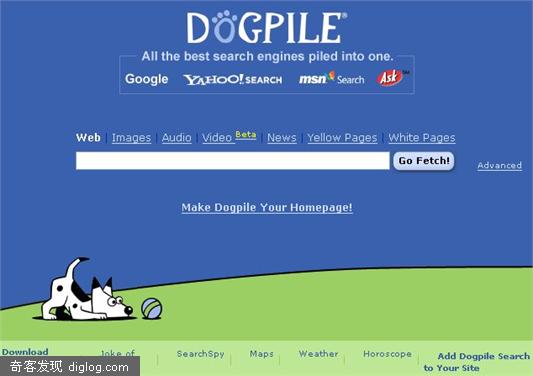 DOGPILE®
All the best search engines piled into one.
Google YAHOO! SEARCH msn Search Ask SM
Web | Images | Audio | Video Beta | News | Yellow Pages | White Pages
Go Fetch!
Advanced
Make Dogpile Your Homepage!
Download Joke of | SearchSpy | Maps | Weather | Horoscope | Add Dogpile Search
to Your Site
奇客发现 diglog.com